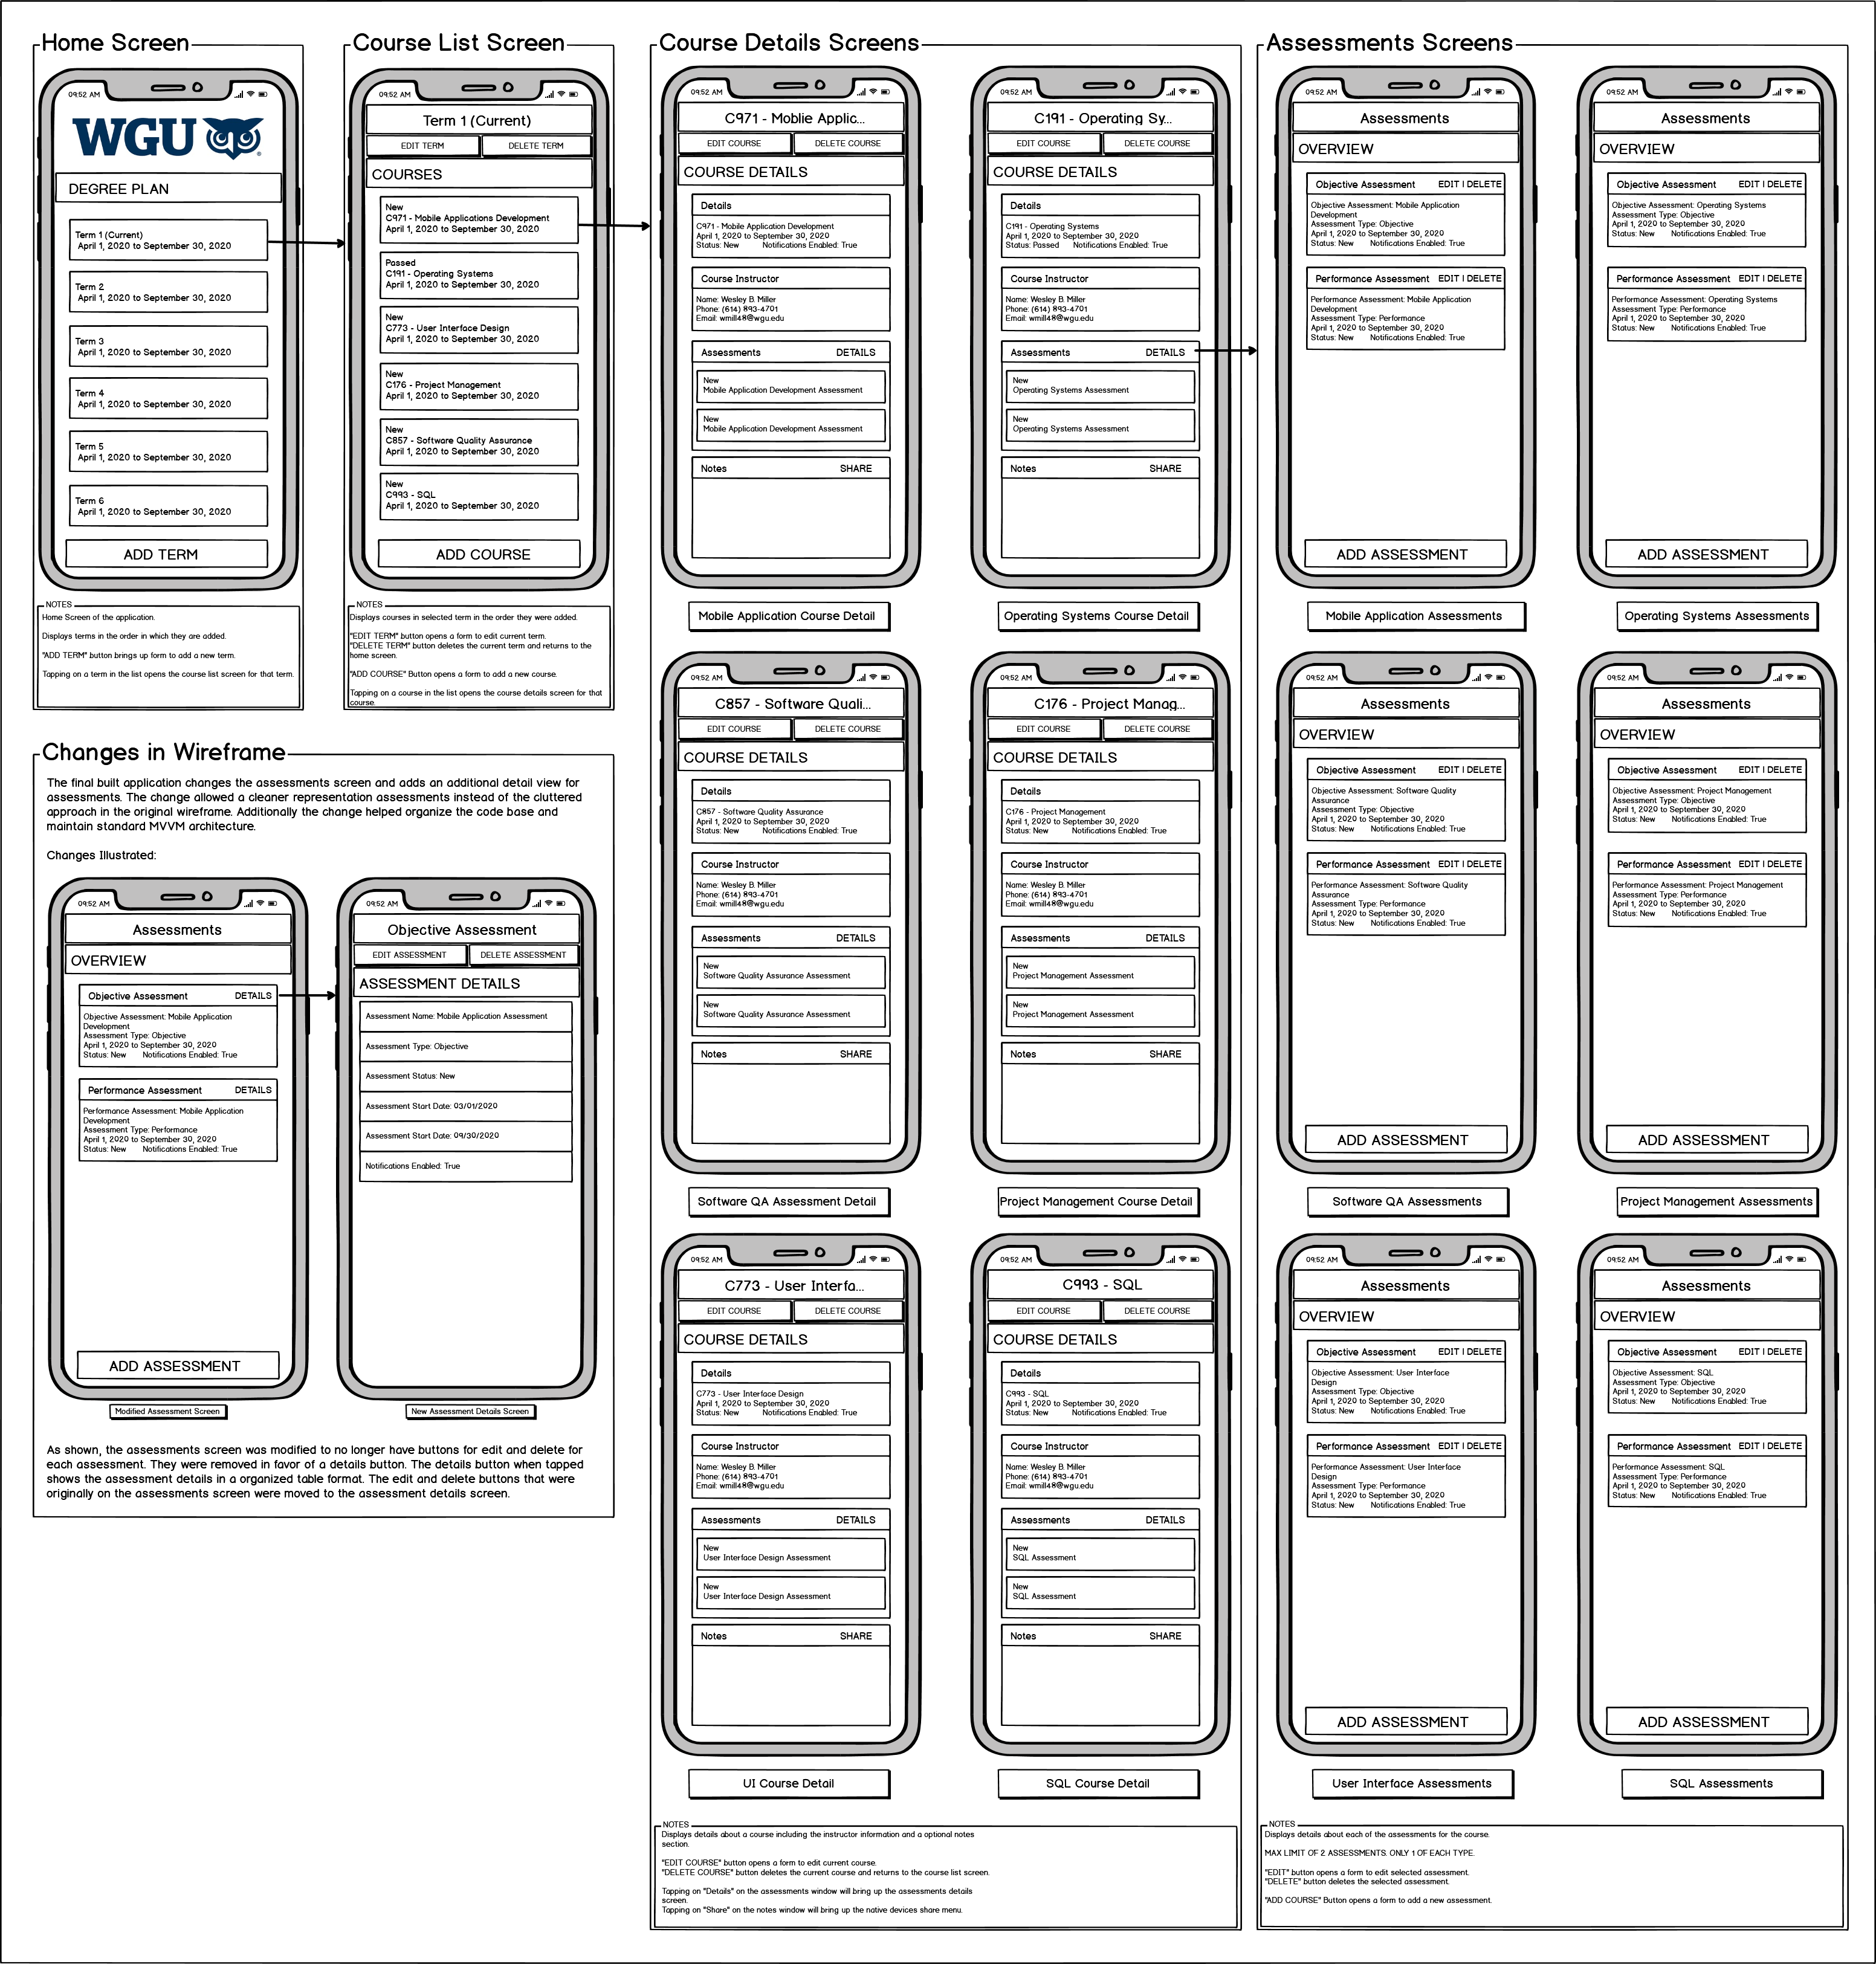 Home Screen
09:52 AM
WGU
DEGREE PLAN
Term 1 (Current)
April 1, 2020 to September 30, 2020
Term 2
April 1, 2020 to September 30, 2020
Term 3
April 1, 2020 to September 30, 2020
Term 4
April 1, 2020 to September 30, 2020
Term 5
April 1, 2020 to September 30, 2020
Term 6
April 1, 2020 to September 30, 2020
ADD TERM
NOTES
Home Screen of the application.
Displays terms in the order in which they are added.
"ADD TERM" button brings up form to add a new term.
Tapping on a term in the list opens the course list screen for that term.
Course List Screen
09:52 AM
Term 1 (Current)
EDIT TERM
DELETE TERM
COURSES
New
C971 - Mobile Applications Development
April 1, 2020 to September 30, 2020
Passed
C191 - Operating Systems
April 1, 2020 to September 30, 2020
New
C773 - User Interface Design
April 1, 2020 to September 30, 2020
New
C176 - Project Management
April 1, 2020 to September 30, 2020
New
C857 - Software Quality Assurance
April 1, 2020 to September 30, 2020
New
C993 - SQL
April 1, 2020 to September 30, 2020
ADD COURSE
NOTES
Displays courses in selected term in the order they were added.
"EDIT TERM" button opens a form to edit current term.
"DELETE TERM" button deletes the current term and returns to the
home screen.
"ADD COURSE" Button opens a form to add a new course.
Tapping on a course in the list opens the course details screen for that
course.
Changes in Wireframe
The final built application changes the assessments screen and adds an additional detail view for
assessments. The change allowed a cleaner representation assessments instead of the cluttered
approach in the original wireframe. Additionally the change helped organize the code base and
maintain standard MVVM architecture.
Changes Illustrated:
09:52 AM
Assessments
OVERVIEW
Objective Assessment DETAILS
Objective Assessment: Mobile Application
Development
Assessment Type: Objective
April 1, 2020 to September 30, 2020
Status: New Notifications Enabled: True
Performance Assessment DETAILS
Performance Assessment: Mobile Application
Development
Assessment Type: Performance
April 1, 2020 to September 30, 2020
Status: New Notifications Enabled: True
ADD ASSESSMENT
Modified Assessment Screen
09:52 AM
Objective Assessment
EDIT ASSESSMENT
DELETE ASSESSMENT
ASSESSMENT DETAILS
Assessment Name: Mobile Application Assessment
Assessment Type: Objective
Assessment Status: New
Assessment Start Date: 03/01/2020
Assessment Start Date: 09/30/2020
Notifications Enabled: True
New Assessment Details Screen
As shown, the assessments screen was modified to no longer have buttons for edit and delete for
each assessment. They were removed in favor of a details button. The details button when tapped
shows the assessment details in a organized table format. The edit and delete buttons that were
originally on the assessments screen were moved to the assessment details screen.
Course Details Screens
09:52 AM
C971 - Moblie Applic...
EDIT COURSE
DELETE COURSE
COURSE DETAILS
Details
C971 - Mobile Application Development
April 1, 2020 to September 30, 2020
Status: New Notifications Enabled: True
Course Instructor
Name: Wesley B. Miller
Phone: (614) 893-4701
Email: wmill48@wgu.edu
Assessments DETAILS
New
Mobile Application Development Assessment
New
Mobile Application Development Assessment
Notes SHARE
Mobile Application Course Detail
09:52 AM
C191 - Operating Sy...
EDIT COURSE
DELETE COURSE
COURSE DETAILS
Details
C191 - Operating Systems
April 1, 2020 to September 30, 2020
Status: Passed Notifications Enabled: True
Course Instructor
Name: Wesley B. Miller
Phone: (614) 893-4701
Email: wmill48@wgu.edu
Assessments DETAILS
New
Operating Systems Assessment
New
Operating Systems Assessment
Notes SHARE
Operating Systems Course Detail
09:52 AM
C857 - Software Quali...
EDIT COURSE
DELETE COURSE
COURSE DETAILS
Details
C857 - Software Quality Assurance
April 1, 2020 to September 30, 2020
Status: New Notifications Enabled: True
Course Instructor
Name: Wesley B. Miller
Phone: (614) 893-4701
Email: wmill48@wgu.edu
Assessments DETAILS
New
Software Quality Assurance Assessment
New
Software Quality Assurance Assessment
Notes SHARE
Software QA Assessment Detail
09:52 AM
C176 - Project Manag...
EDIT COURSE
DELETE COURSE
COURSE DETAILS
Details
C176 - Project Management
April 1, 2020 to September 30, 2020
Status: New Notifications Enabled: True
Course Instructor
Name: Wesley B. Miller
Phone: (614) 893-4701
Email: wmill48@wgu.edu
Assessments DETAILS
New
Project Management Assessment
New
Project Management Assessment
Notes SHARE
Project Management Course Detail
09:52 AM
C773 - User Interfa...
EDIT COURSE
DELETE COURSE
COURSE DETAILS
Details
C773 - User Interface Design
April 1, 2020 to September 30, 2020
Status: New Notifications Enabled: True
Course Instructor
Name: Wesley B. Miller
Phone: (614) 893-4701
Email: wmill48@wgu.edu
Assessments DETAILS
New
User Interface Design Assessment
New
User Interface Design Assessment
Notes SHARE
UI Course Detail
09:52 AM
C993 - SQL
EDIT COURSE
DELETE COURSE
COURSE DETAILS
Details
C993 - SQL
April 1, 2020 to September 30, 2020
Status: New Notifications Enabled: True
Course Instructor
Name: Wesley B. Miller
Phone: (614) 893-4701
Email: wmill48@wgu.edu
Assessments DETAILS
New
SQL Assessment
New
SQL Assessment
Notes SHARE
SQL Course Detail
NOTES
Displays details about a course including the instructor information and a optional notes
section.
"EDIT COURSE" button opens a form to edit current course.
"DELETE COURSE" button deletes the current course and returns to the course list screen.
Tapping on "Details" on the assessments window will bring up the assessments details
screen.
Tapping on "Share" on the notes window will bring up the native devices share menu.
Assessments Screens
09:52 AM
Assessments
OVERVIEW
Objective Assessment EDIT | DELETE
Objective Assessment: Mobile Application
Development
Assessment Type: Objective
April 1, 2020 to September 30, 2020
Status: New Notifications Enabled: True
Performance Assessment EDIT | DELETE
Performance Assessment: Mobile Application
Development
Assessment Type: Performance
April 1, 2020 to September 30, 2020
Status: New Notifications Enabled: True
ADD ASSESSMENT
Mobile Application Assessments
09:52 AM
Assessments
OVERVIEW
Objective Assessment EDIT | DELETE
Objective Assessment: Operating Systems
Assessment Type: Objective
April 1, 2020 to September 30, 2020
Status: New Notifications Enabled: True
Performance Assessment EDIT | DELETE
Performance Assessment: Operating Systems
Assessment Type: Performance
April 1, 2020 to September 30, 2020
Status: New Notifications Enabled: True
ADD ASSESSMENT
Operating Systems Assessments
09:52 AM
Assessments
OVERVIEW
Objective Assessment EDIT | DELETE
Objective Assessment: Software Quality
Assurance
Assessment Type: Objective
April 1, 2020 to September 30, 2020
Status: New Notifications Enabled: True
Performance Assessment EDIT | DELETE
Performance Assessment: Software Quality
Assurance
Assessment Type: Performance
April 1, 2020 to September 30, 2020
Status: New Notifications Enabled: True
ADD ASSESSMENT
Software QA Assessments
09:52 AM
Assessments
OVERVIEW
Objective Assessment EDIT | DELETE
Objective Assessment: Project Management
Assessment Type: Objective
April 1, 2020 to September 30, 2020
Status: New Notifications Enabled: True
Performance Assessment EDIT | DELETE
Performance Assessment: Project Management
Assessment Type: Performance
April 1, 2020 to September 30, 2020
Status: New Notifications Enabled: True
ADD ASSESSMENT
Project Management Assessments
09:52 AM
Assessments
OVERVIEW
Objective Assessment EDIT | DELETE
Objective Assessment: User Interface
Design
Assessment Type: Objective
April 1, 2020 to September 30, 2020
Status: New Notifications Enabled: True
Performance Assessment EDIT | DELETE
Performance Assessment: User Interface
Design
Assessment Type: Performance
April 1, 2020 to September 30, 2020
Status: New Notifications Enabled: True
ADD ASSESSMENT
User Interface Assessments
09:52 AM
Assessments
OVERVIEW
Objective Assessment EDIT | DELETE
Objective Assessment: SQL
Assessment Type: Objective
April 1, 2020 to September 30, 2020
Status: New Notifications Enabled: True
Performance Assessment EDIT | DELETE
Performance Assessment: SQL
Assessment Type: Performance
April 1, 2020 to September 30, 2020
Status: New Notifications Enabled: True
ADD ASSESSMENT
SQL Assessments
NOTES
Displays details about each of the assessments for the course.
MAX LIMIT OF 2 ASSESSMENTS. ONLY 1 OF EACH TYPE.
"EDIT" button opens a form to edit selected assessment.
"DELETE" button deletes the selected assessment.
"ADD COURSE" Button opens a form to add a new assessment.